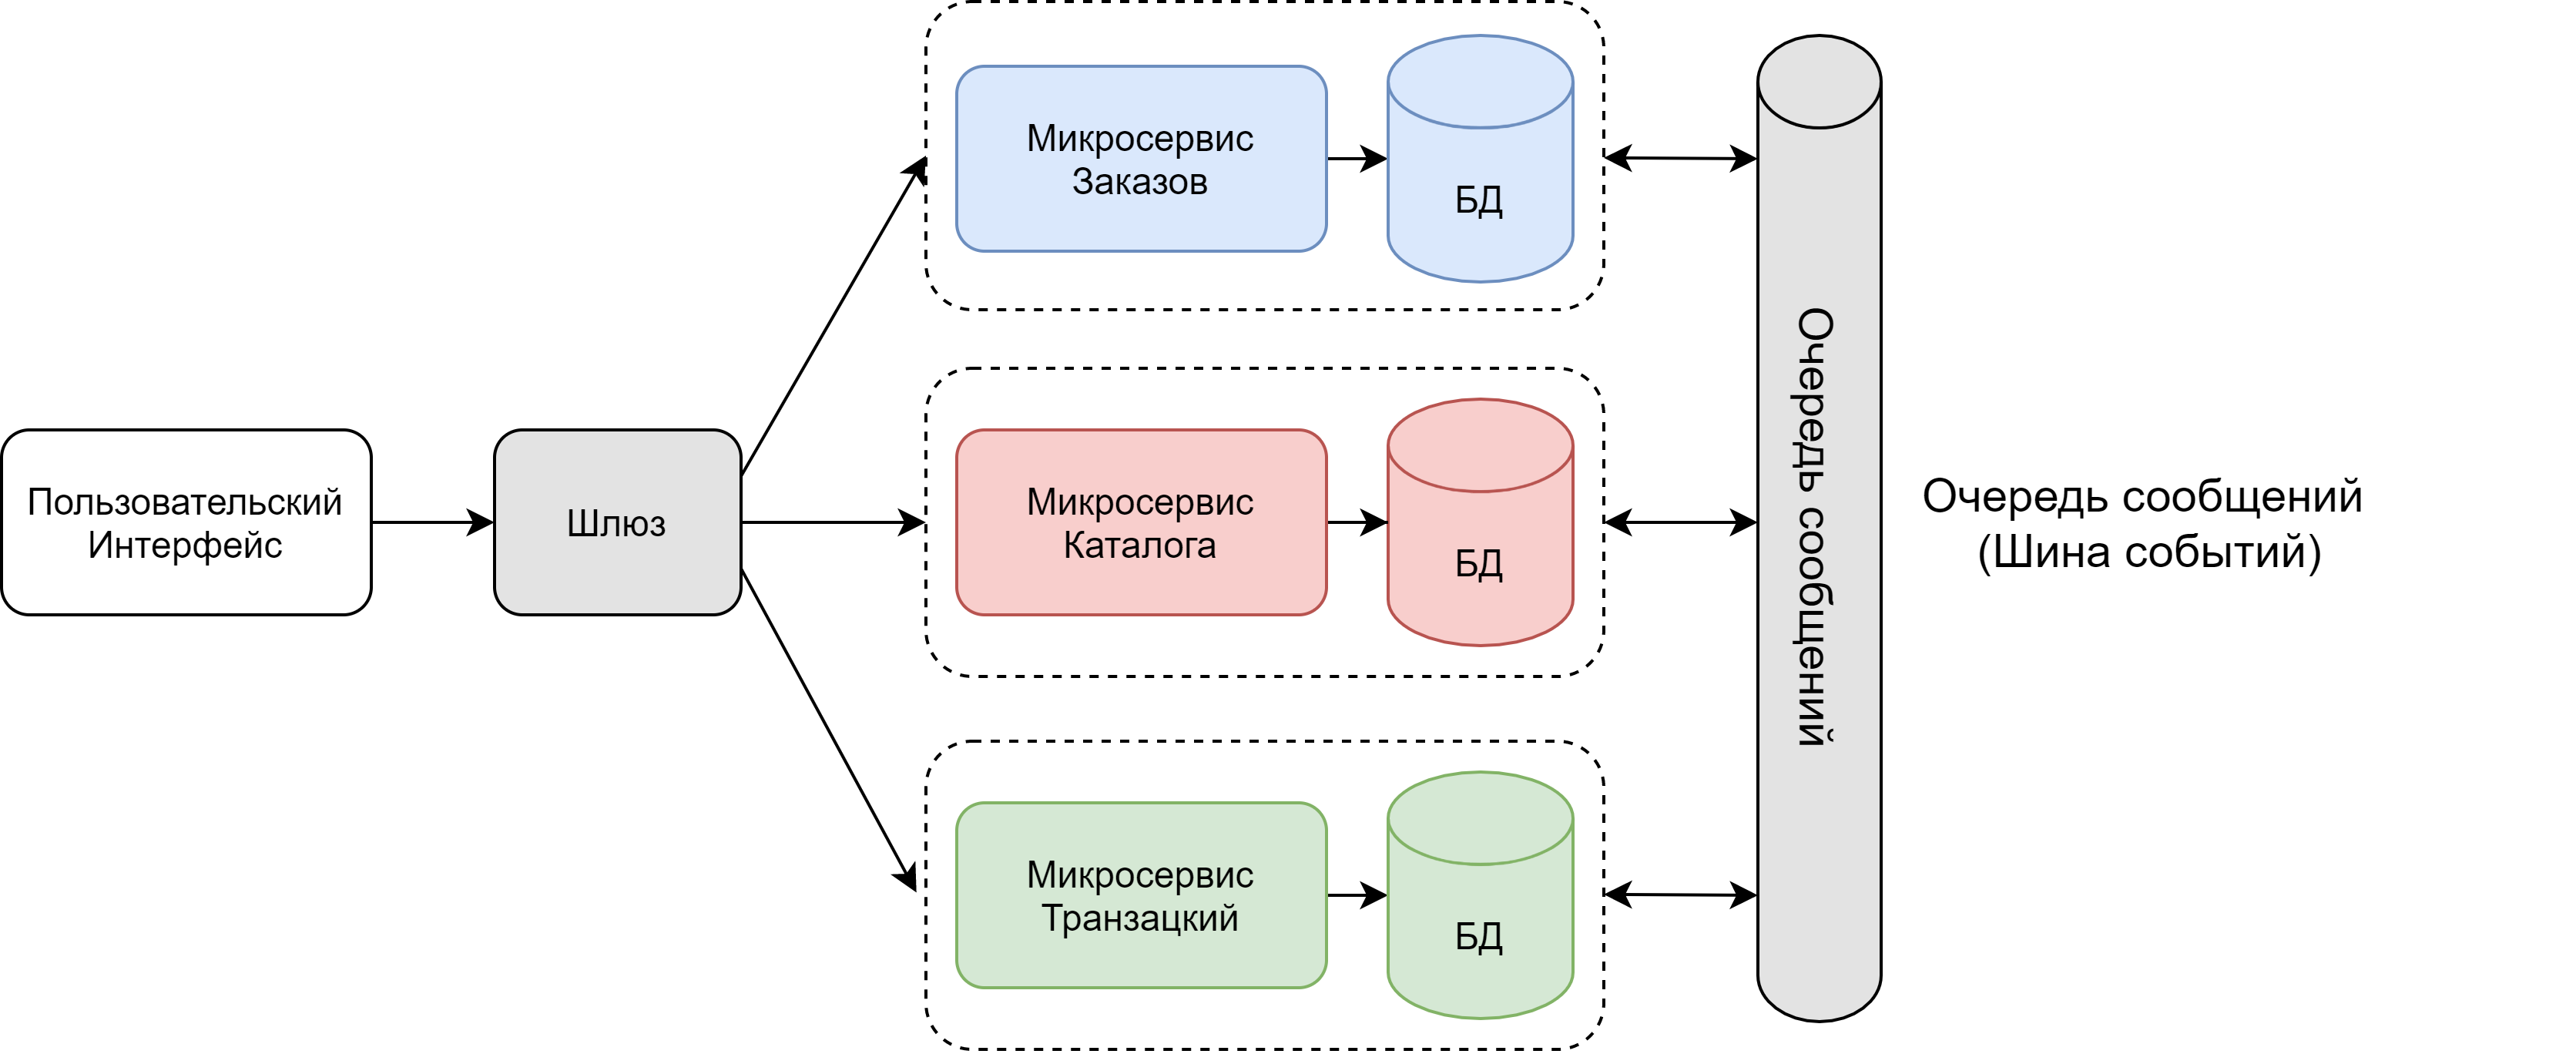 Пользовательский
Интерфейс
Шлюз
Микросервис
Заказов
БД
Микросервис
Каталога
БД
Микросервис
Транзацкий
БД
Очередь сообщений
Очередь сообщений
(Шина событий)